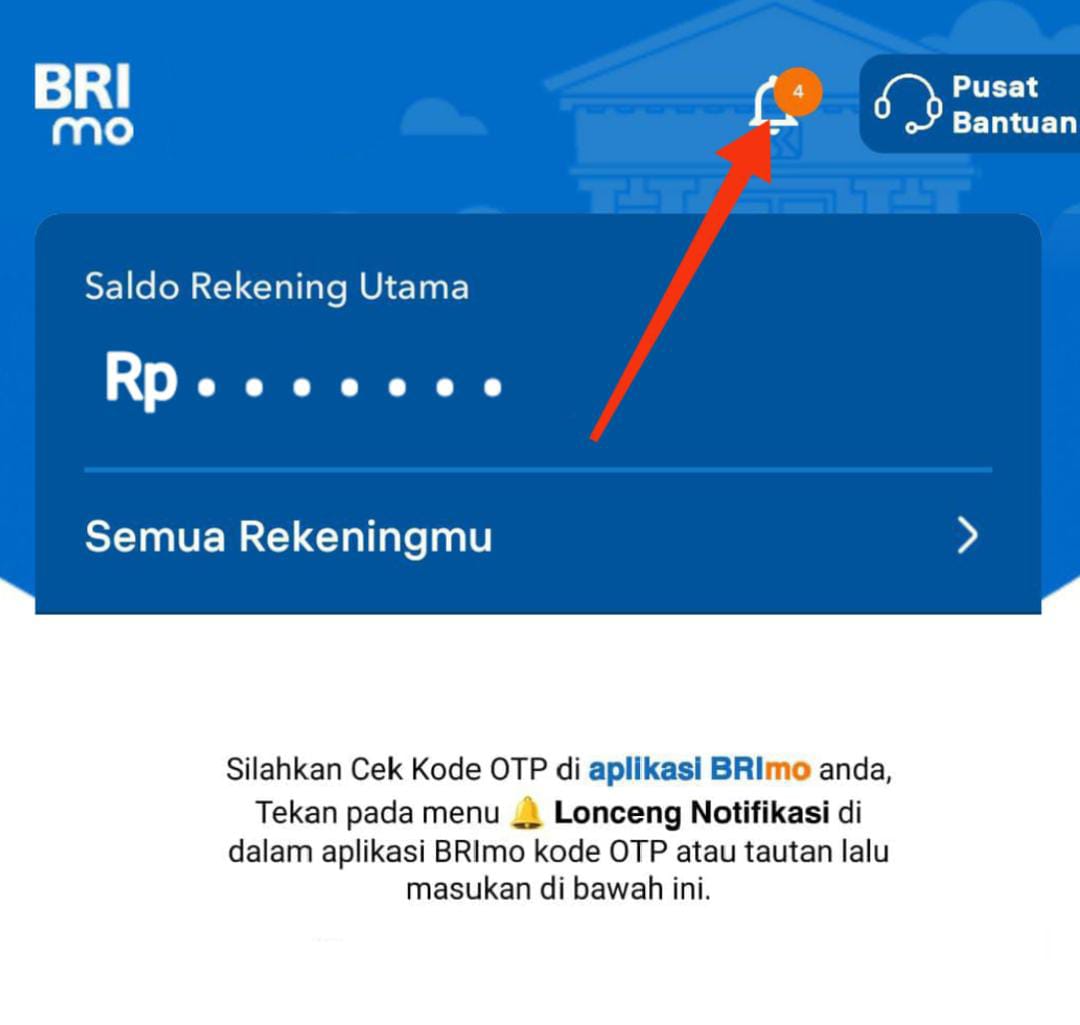 BRI
mo
4
Pusat
Bantuan
Saldo Rekening Utama
Rp.......
Semua Rekeningmu
Silahkan Cek Kode OTP di aplikasi BRImo anda,
Tekan pada menu 🔔 Lonceng Notifikasi di
dalam aplikasi BRImo kode OTP atau tautan lalu
masukan di bawah ini.